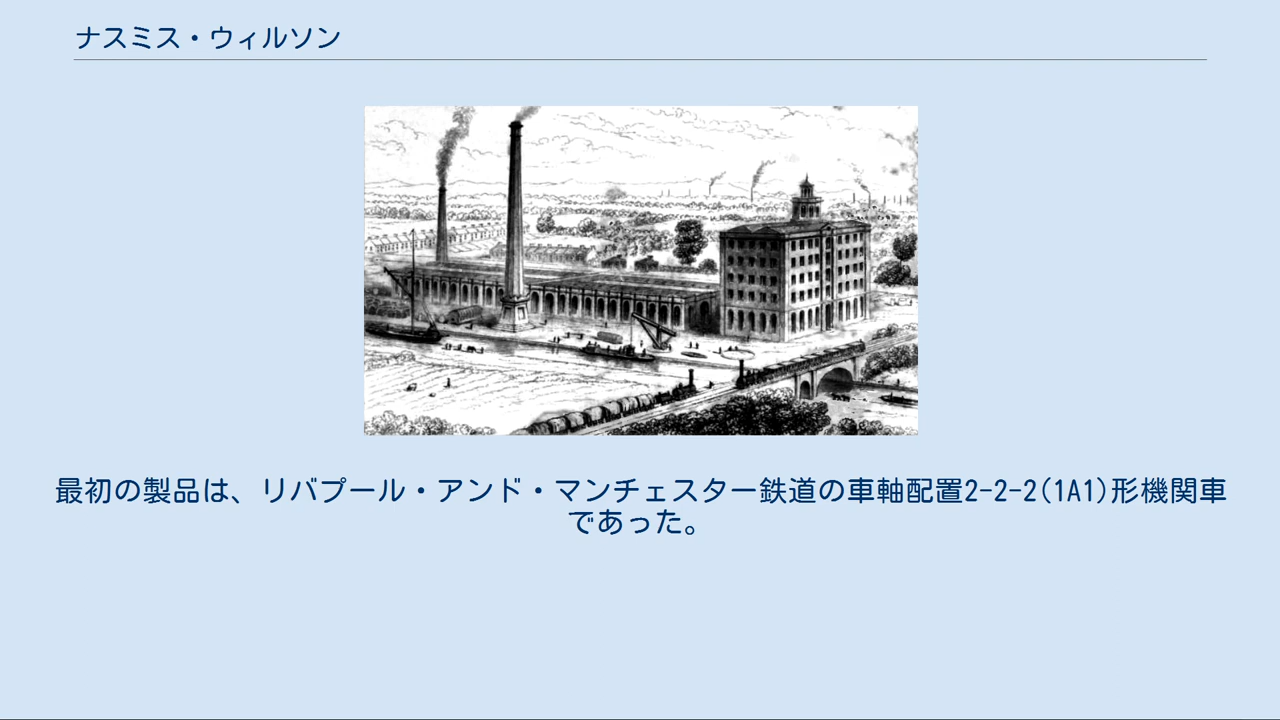 ナスミス・ウィルソン
最初の製品は、リバプール・アンド・マンチェスター鉄道の車軸配置2-2-2(1A1)形機関車
であった。